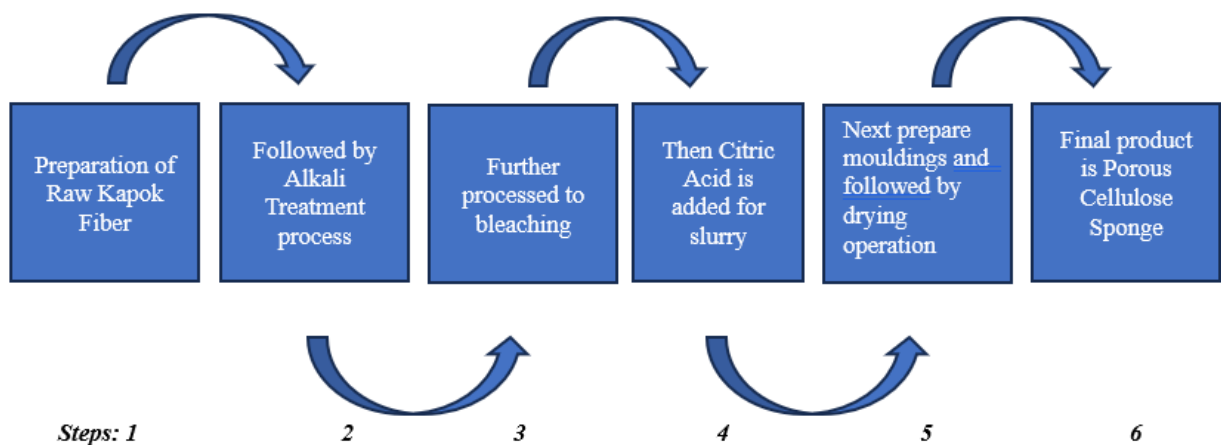 Preparation of
Raw Kapok
Fiber
Followed by
Alkali
Treatment
process
Further
processed to
bleaching
Then Citric
Acid is
added for
slurry
Next prepare
mouldings and
followed by
drying
operation
Final product
is Porous
Cellulose
Sponge
Steps: 1 2 3 4 5 6